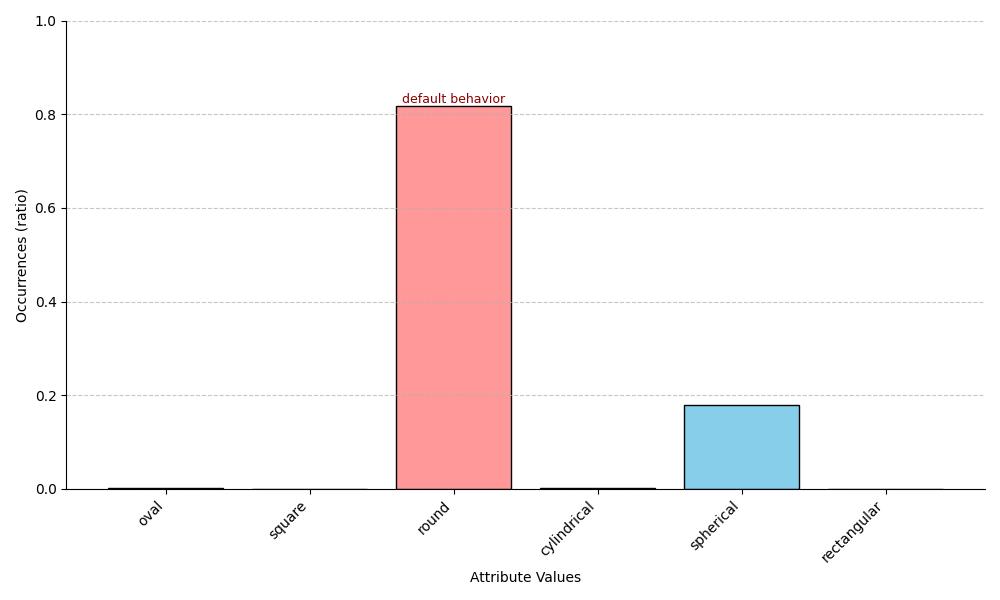 1.0
default behavior
0.8
0.6
0.4
0.2
0.0
Occurrences (ratio)
oval
square
round
cylindrical
spherical
rectangular
Attribute Values